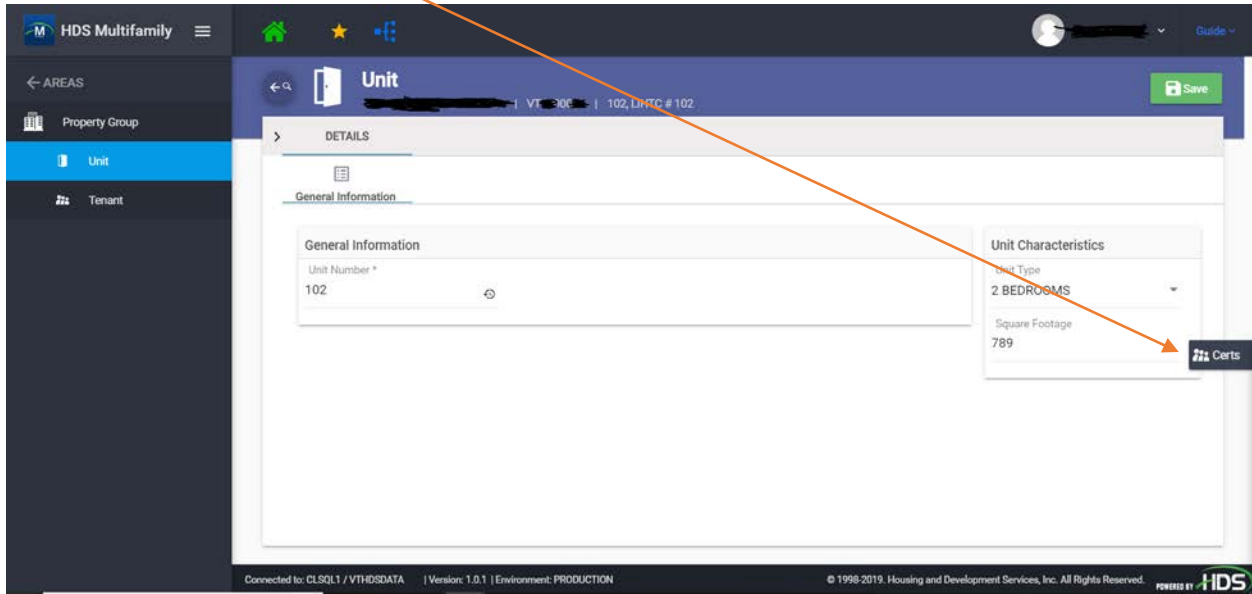 M HDS Multifamily
Guide
AREAS
Unit
Save
| VT | 102, LIHTC # 102
Property Group
DETAILS
Unit
Tenant
General Information
General Information
Unit Characteristics
Unit Number *
Unit Type
102
2 BEDROOMS
Square Footage
789
Certs
Connected to: CLSQL1 / VTHDSDATA | Version: 1.0.1 | Environment: PRODUCTION
© 1998-2019. Housing and Development Services, Inc. All Rights Reserved.
POWERED BY HDS